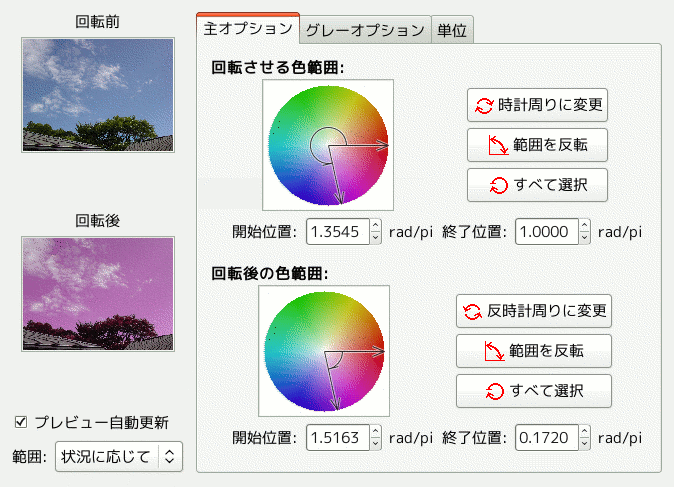 回転前
回転後
プレビュー自動更新
範囲: 状況に応じて
主オプション グレーオプション 単位
回転させる色範囲:
時計周りに変更
範囲を反転
すべて選択
開始位置: 1.3545 rad/pi 終了位置: 1.0000 rad/pi
回転後の色範囲:
反時計周りに変更
範囲を反転
すべて選択
開始位置: 1.5163 rad/pi 終了位置: 0.1720 rad/pi